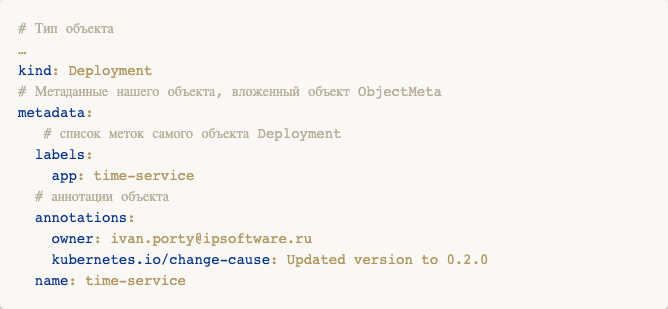 # Тип объекта
…
kind: Deployment
# Метаданные нашего объекта, вложенный объект ObjectMeta
metadata:
   # список меток самого объекта Deployment
  labels:
    app: time-service
  # аннотации объекта
  annotations:
    owner: ivan.porty@ipsoftware.ru
    kubernetes.io/change-cause: Updated version to 0.2.0
  name: time-service